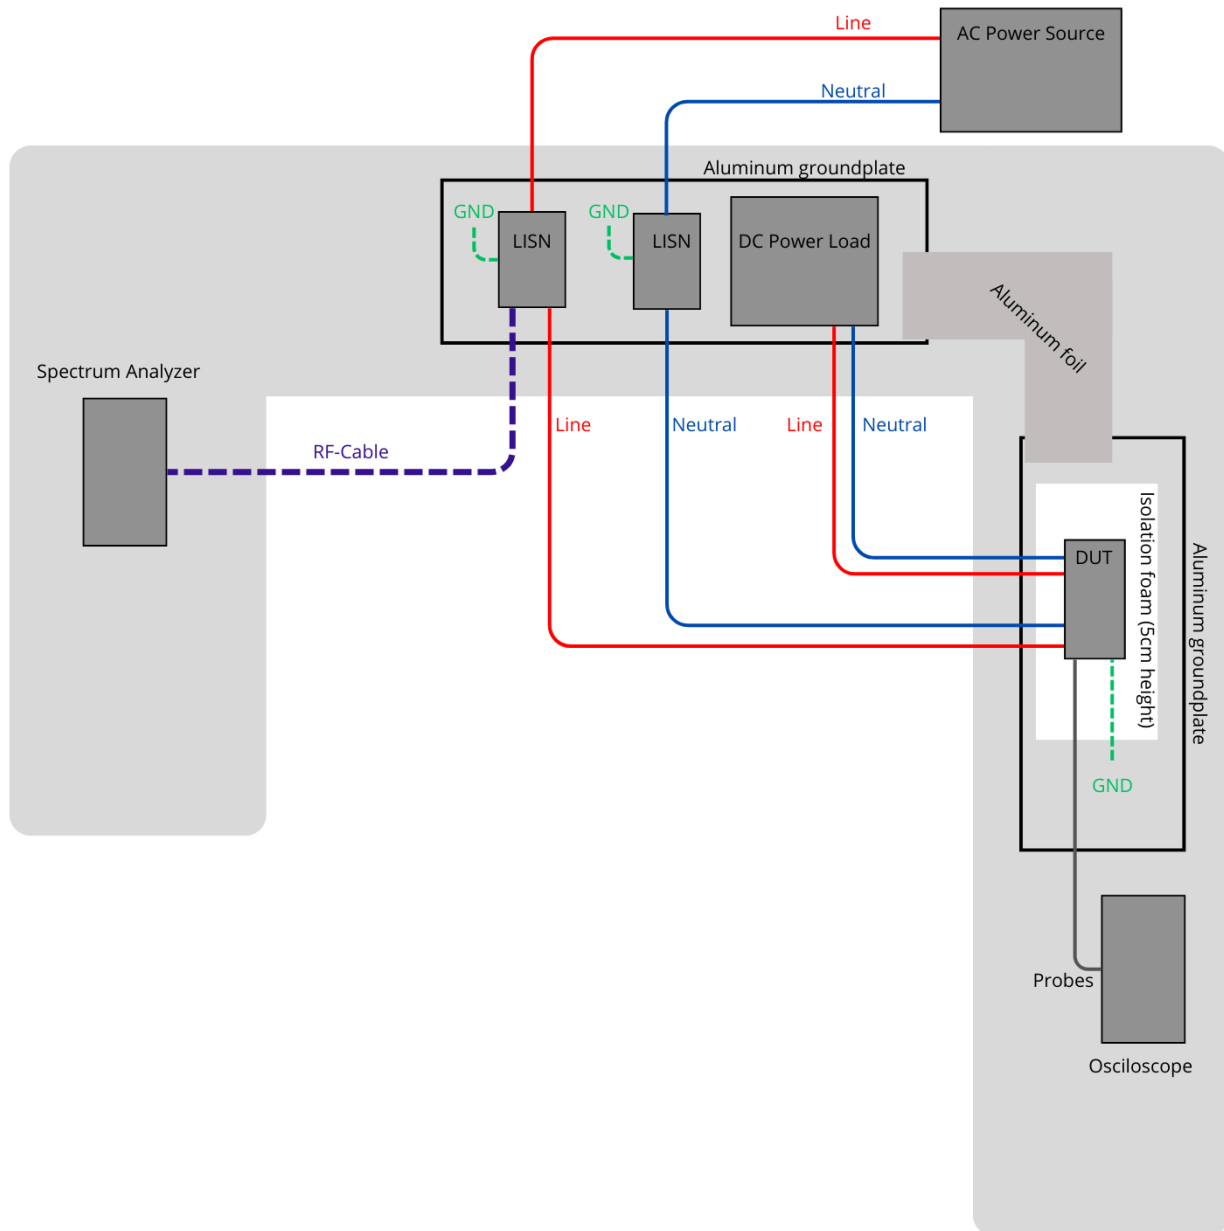 Line
AC Power Source
Neutral
Aluminum groundplate
GND
GND
LISN
LISN
DC Power Load
Aluminum foil
Spectrum Analyzer
Line
Neutral
Line
Neutral
RF-Cable
Isolation foam (5cm height)
DUT
Aluminum groundplate
GND
Probes
Osciloscope